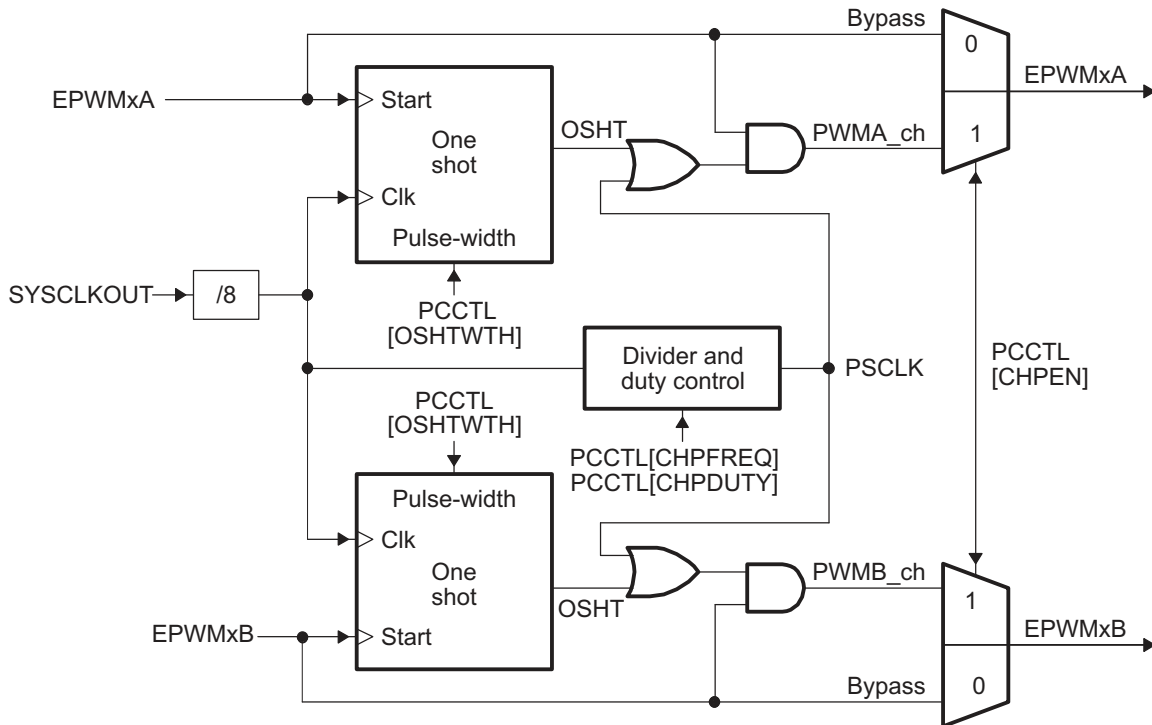 Bypass
0
EPWMxA
EPWMxA
Start
OSHT
PWMA_ch
1
One
shot
Clk
Pulse-width
SYSCLKOUT
/8
PCCTL
[OSHTWTH]
Divider and
duty control
PSCLK
PCCTL
[CHPEN]
PCCTL
[OSHTWTH]
PCCTL[CHPFREQ]
PCCTL[CHPDUTY]
Pulse-width
Clk
One
shot
OSHT
PWMB_ch
1
EPWMxB
Start
EPWMxB
Bypass
0